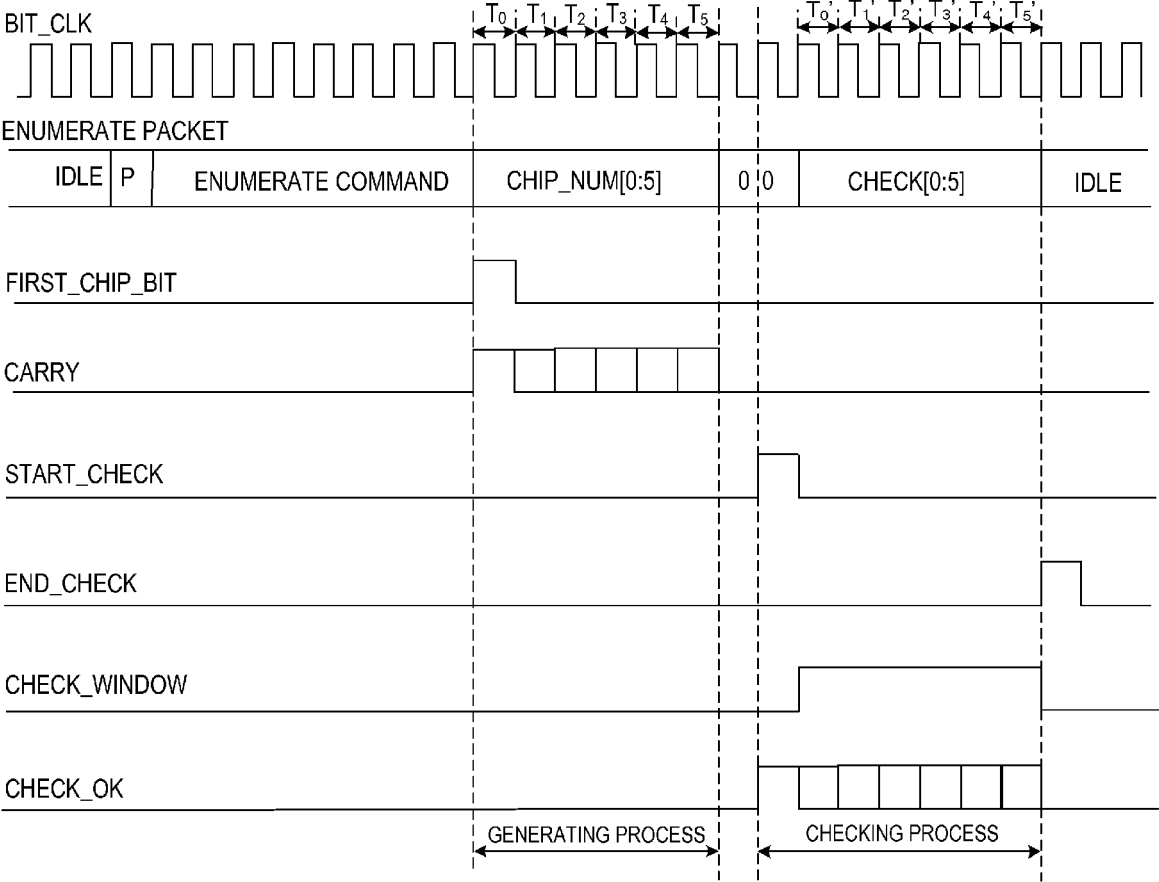 T0 T1 T2 T3 T4 T5 T0' T1' T2' T3' T4' T5'
BIT_CLK
ENUMERATE PACKET
IDLE P ENUMERATE COMMAND CHIP_NUM[0:5] 0 0 CHECK[0:5] IDLE
FIRST_CHIP_BIT
CARRY
START_CHECK
END_CHECK
CHECK_WINDOW
CHECK_OK
GENERATING PROCESS CHECKING PROCESS